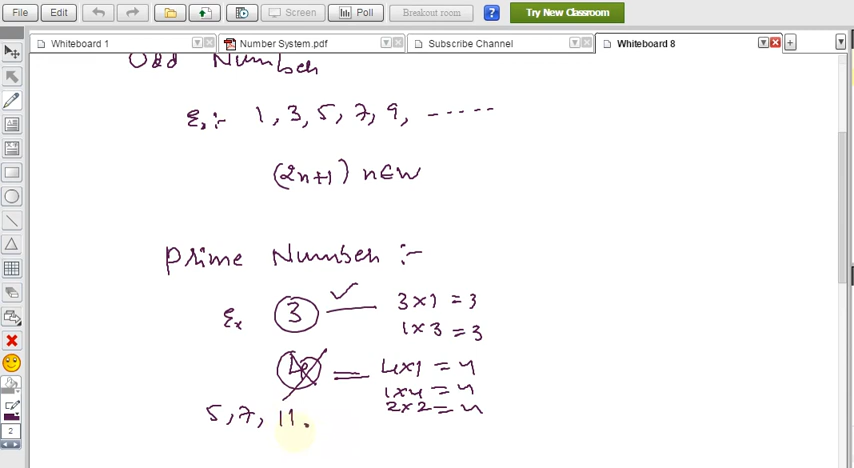 File Edit Screen Poll Breakout room ? Try New Classroom
Whiteboard 1 Number System.pdf Subscribe Channel Whiteboard 8
Odd Number
Ex:- 1, 3, 5, 7, 9, -----
(2n+1) n∈W
Prime Number :-
Ex 3 ✓ 3×1 = 3
1×3 = 3
4 = 4×1 = 4
1×4 = 4
2×2 = 4
5, 7, 11.
2